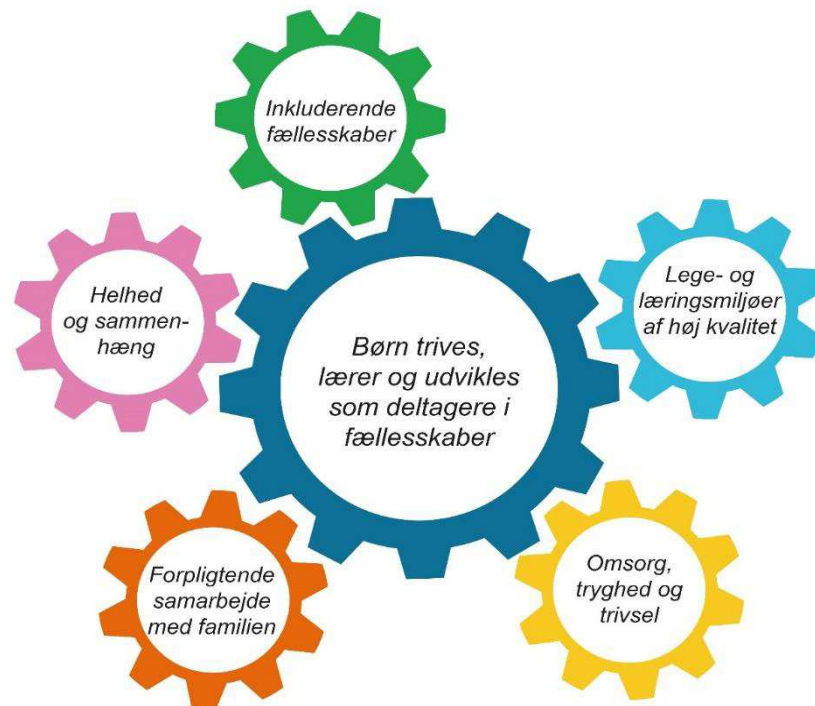 Inkluderende
fællesskaber
Helhed
og sammen-
hæng
Lege- og
læringsmiljøer
af høj kvalitet
Børn trives,
lærer og udvikles
som deltagere i
fællesskaber
Forpligtende
samarbejde
med familien
Omsorg,
tryghed og
trivsel